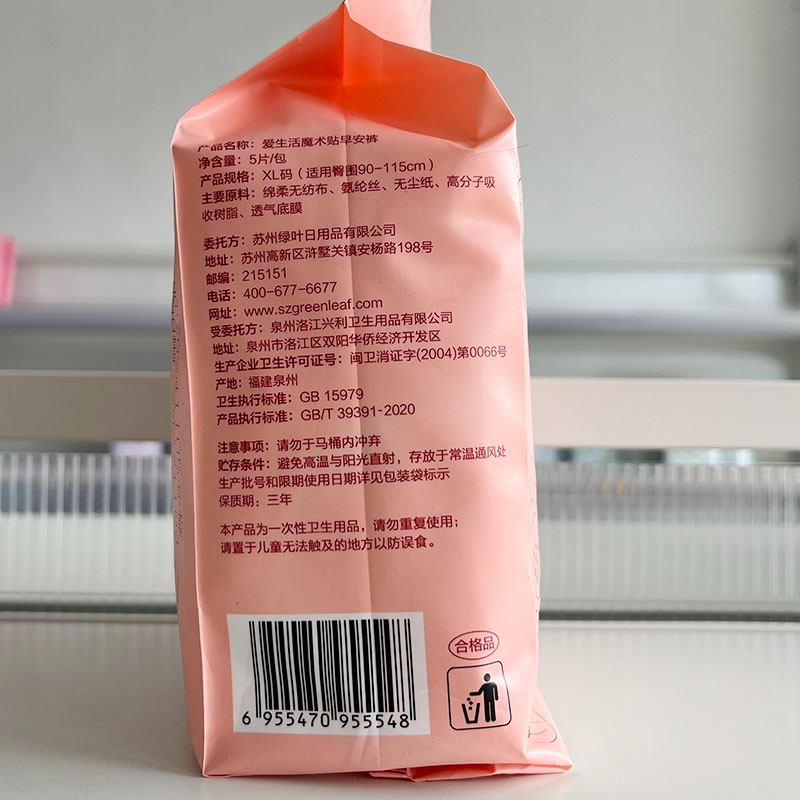 产品名称：爱生活魔术贴早安裤
净含量：5片/包
产品规格：XL码（适用臀围90-115cm）
主要原料：绵柔无纺布、氨纶丝、无尘纸、高分子吸
收树脂、透气底膜
委托方：苏州绿叶日用品有限公司
地址：苏州高新区浒墅关镇安杨路198号
邮编：215151
电话：400-677-6677
网址：www.szgreenleaf.com
受委托方：泉州洛江兴利卫生用品有限公司
地址：泉州市洛江区双阳华侨经济开发区
生产企业卫生许可证号：闽卫消证字(2004)第0066号
产地：福建泉州
卫生执行标准：GB 15979
产品执行标准：GB/T 39391-2020
注意事项：请勿于马桶内冲弃
贮存条件：避免高温与阳光直射，存放于常温通风处
生产批号和限期使用日期详见包装袋标示
保质期：三年
本产品为一次性卫生用品，请勿重复使用；
请置于儿童无法触及的地方以防误食。
合格品
6 955470 955548